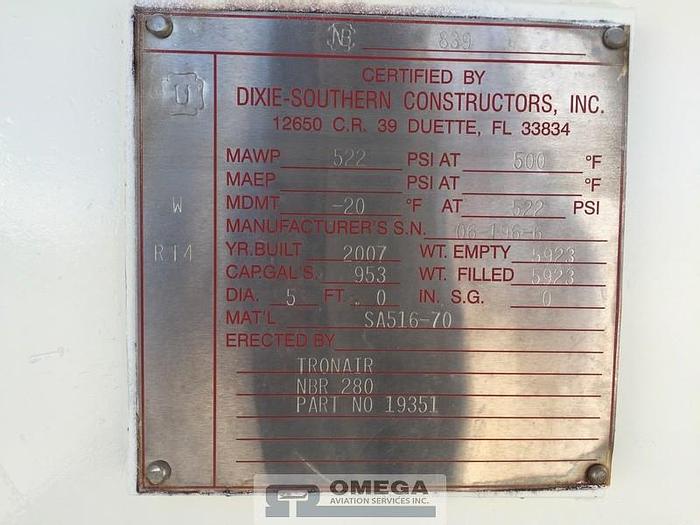 NB 839
U
CERTIFIED BY
DIXIE-SOUTHERN CONSTRUCTORS, INC.
12650 C.R. 39 DUETTE, FL 33834
MAWP 522 PSI AT 500 °F
MAEP PSI AT °F
W
MDMT -20 °F AT 522 PSI
MANUFACTURER'S S.N. 06-196-6
RT4
YR.BUILT 2007 WT. EMPTY 5923
CAP.GAL'S. 953 WT. FILLED 5923
DIA. 5 FT. 0 IN. S.G. 0
MAT'L SA516-70
ERECTED BY
TRONAIR
NBR 280
PART NO 19351
OMEGA
AVIATION SERVICES INC.